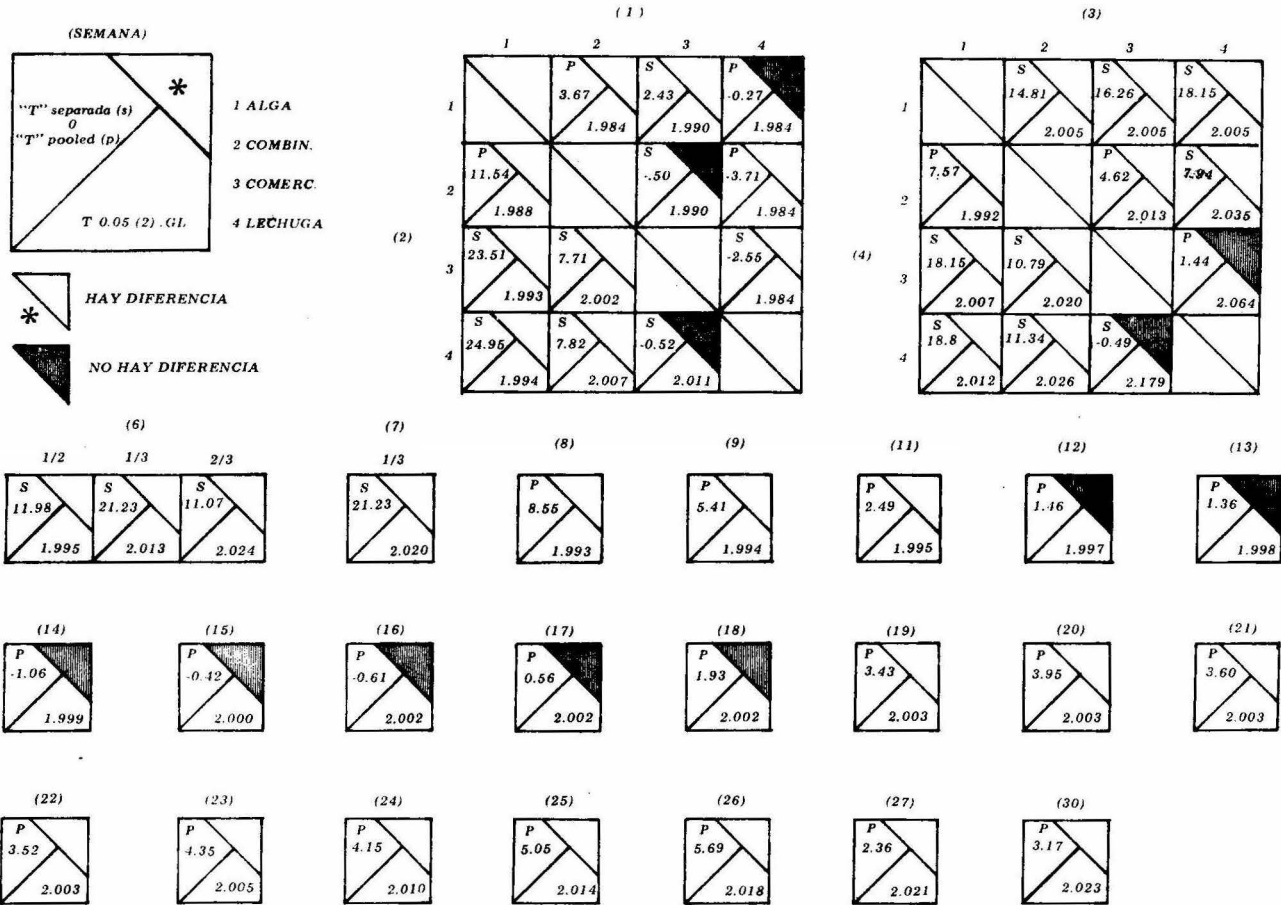 (SEMANA)
"T" separada (s)
O
"T" pooled (p)
*
T 0.05 (2) .GL
1 ALGA
2 COMBIN.
3 COMERC.
4 LECHUGA
* HAY DIFERENCIA
NO HAY DIFERENCIA
(1)
1 2 3 4
1
P 3.67 1.984
S 2.43 1.990
P -0.27 1.984
2
P 11.54 1.988
S -.50 1.990
P -3.71 1.984
(2)
3
S 23.51 1.993
S 7.71 2.002
S -2.55 1.984
4
S 24.95 1.994
S 7.82 2.007
S -0.52 2.011
(3)
1 2 3 4
1
S 14.81 2.005
S 16.26 2.005
S 18.15 2.005
2
P 7.57 1.992
P 4.62 2.013
S 7.94 2.035
(4)
3
S 18.15 2.007
S 10.79 2.020
P 1.44 2.064
4
S 18.8 2.012
S 11.34 2.026
S -0.49 2.179
(6)
1/2 1/3 2/3
S 11.98 1.995
S 21.23 2.013
S 11.07 2.024
(7)
1/3
S 21.23 2.020
(8)
P 8.55 1.993
(9)
P 5.41 1.994
(11)
P 2.49 1.995
(12)
P 1.46 1.997
(13)
P 1.36 1.998
(14)
P -1.06 1.999
(15)
P -0.42 2.000
(16)
P -0.61 2.002
(17)
P 0.56 2.002
(18)
P 1.93 2.002
(19)
P 3.43 2.003
(20)
P 3.95 2.003
(21)
P 3.60 2.003
(22)
P 3.52 2.003
(23)
P 4.35 2.005
(24)
P 4.15 2.010
(25)
P 5.05 2.014
(26)
P 5.69 2.018
(27)
P 2.36 2.021
(30)
P 3.17 2.023